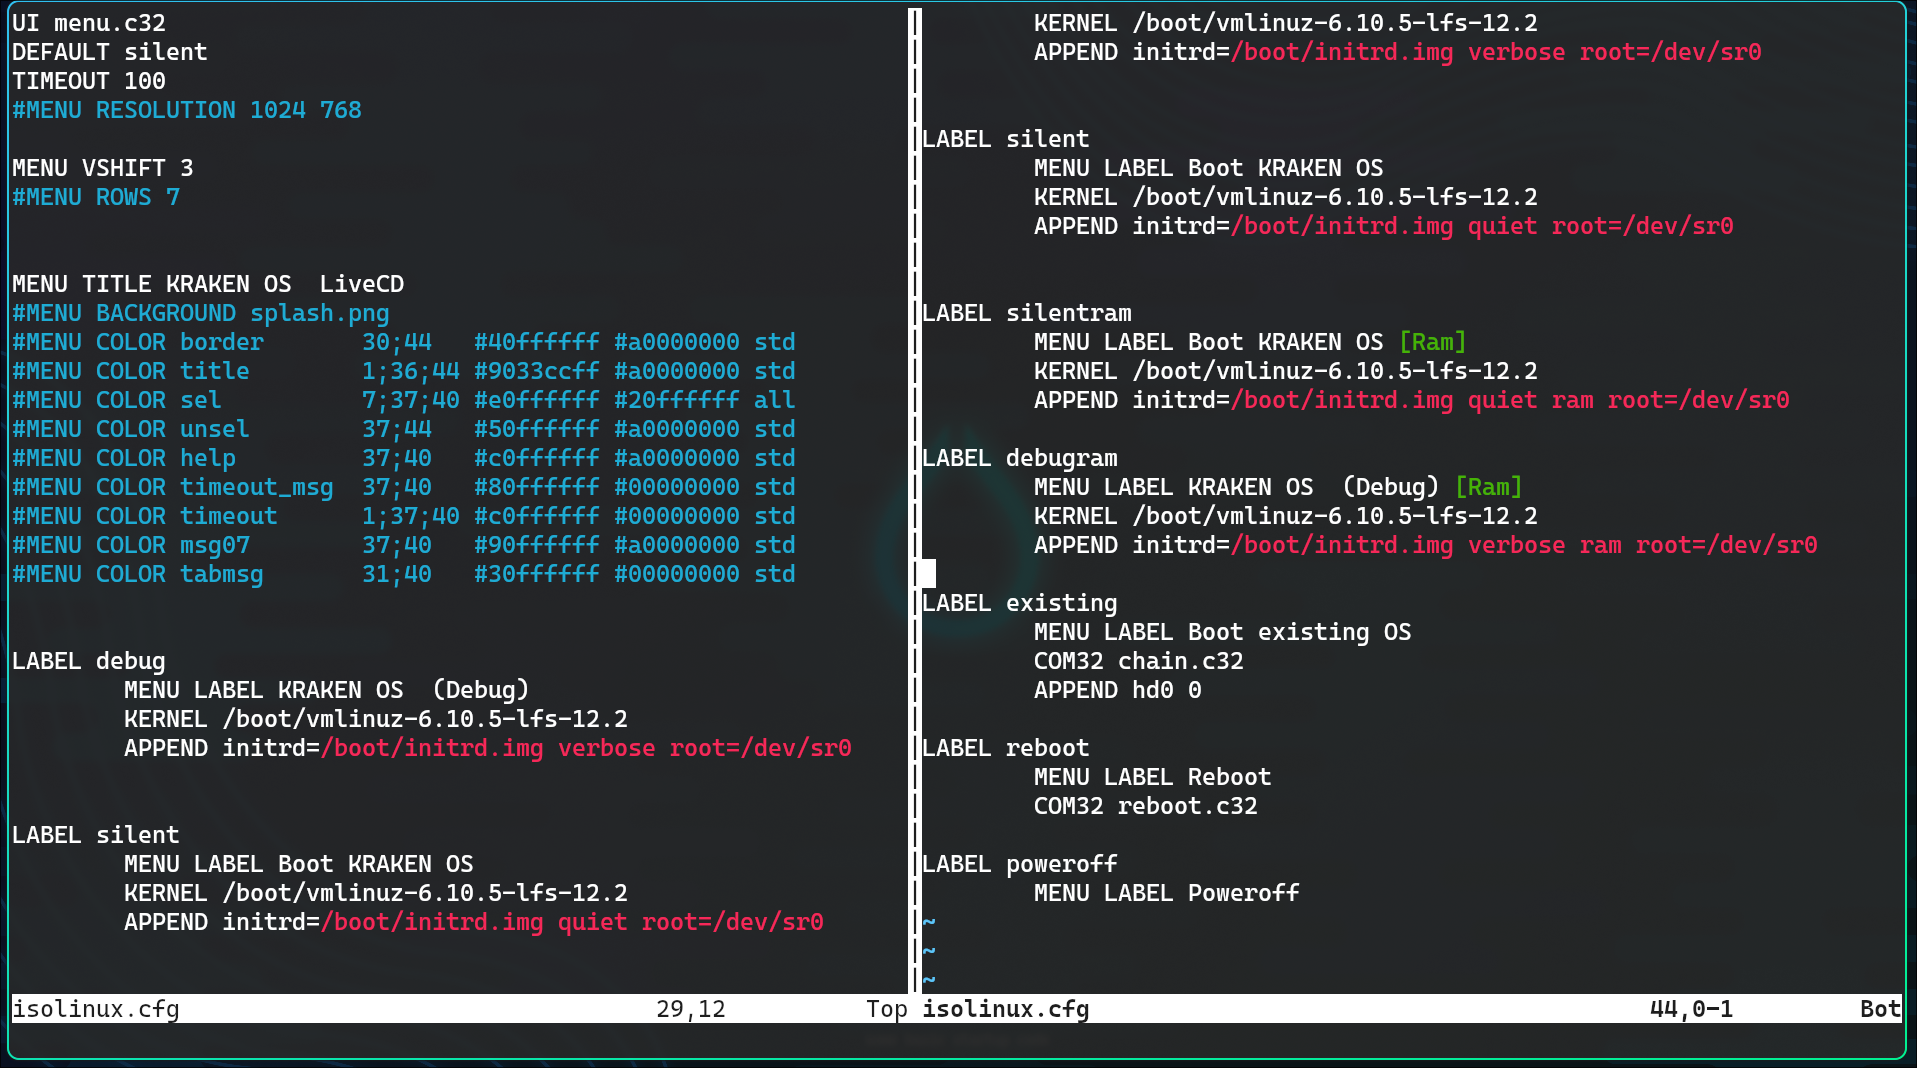 UI menu.c32
DEFAULT silent
TIMEOUT 100
#MENU RESOLUTION 1024 768

MENU VSHIFT 3
#MENU ROWS 7

MENU TITLE KRAKEN OS  LiveCD
#MENU BACKGROUND splash.png
#MENU COLOR border       30;44   #40ffffff #a0000000 std
#MENU COLOR title        1;36;44 #9033ccff #a0000000 std
#MENU COLOR sel          7;37;40 #e0ffffff #20ffffff all
#MENU COLOR unsel        37;44   #50ffffff #a0000000 std
#MENU COLOR help         37;40   #c0ffffff #a0000000 std
#MENU COLOR timeout_msg  37;40   #80ffffff #00000000 std
#MENU COLOR timeout      1;37;40 #c0ffffff #00000000 std
#MENU COLOR msg07        37;40   #90ffffff #a0000000 std
#MENU COLOR tabmsg       31;40   #30ffffff #00000000 std

LABEL debug
        MENU LABEL KRAKEN OS  (Debug)
        KERNEL /boot/vmlinuz-6.10.5-lfs-12.2
        APPEND initrd=/boot/initrd.img verbose root=/dev/sr0

LABEL silent
        MENU LABEL Boot KRAKEN OS
        KERNEL /boot/vmlinuz-6.10.5-lfs-12.2
        APPEND initrd=/boot/initrd.img quiet root=/dev/sr0

isolinux.cfg 29,12 Top
        KERNEL /boot/vmlinuz-6.10.5-lfs-12.2
        APPEND initrd=/boot/initrd.img verbose root=/dev/sr0

LABEL silent
        MENU LABEL Boot KRAKEN OS
        KERNEL /boot/vmlinuz-6.10.5-lfs-12.2
        APPEND initrd=/boot/initrd.img quiet root=/dev/sr0

LABEL silentram
        MENU LABEL Boot KRAKEN OS [Ram]
        KERNEL /boot/vmlinuz-6.10.5-lfs-12.2
        APPEND initrd=/boot/initrd.img quiet ram root=/dev/sr0

LABEL debugram
        MENU LABEL KRAKEN OS  (Debug) [Ram]
        KERNEL /boot/vmlinuz-6.10.5-lfs-12.2
        APPEND initrd=/boot/initrd.img verbose ram root=/dev/sr0

LABEL existing
        MENU LABEL Boot existing OS
        COM32 chain.c32
        APPEND hd0 0

LABEL reboot
        MENU LABEL Reboot
        COM32 reboot.c32

LABEL poweroff
        MENU LABEL Poweroff
~
~
~
isolinux.cfg 44,0-1 Bot